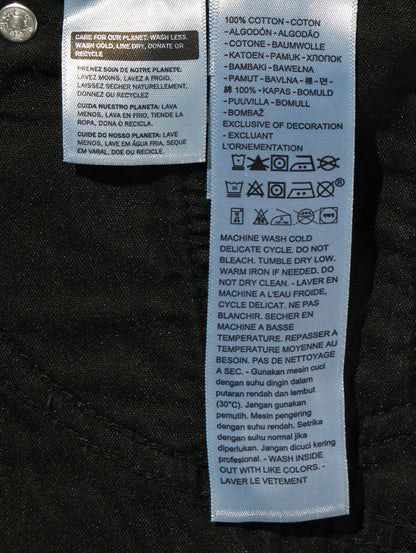 CARE FOR OUR PLANET: WASH LESS,
WASH COLD, LINE DRY, DONATE OR
RECYCLE
PRENEZ SOIN DE NOTRE PLANETE:
LAVEZ MOINS, LAVEZ A FROID,
LAISSEZ SECHER NATURELLEMENT,
DONNEZ OU RECYCLEZ
CUIDA NUESTRO PLANETA: LAVA
MENOS, LAVA EN FRIO, TIENDE LA
ROPA, DONA O RECICLA.
CUIDE DO NOSSO PLANETA: LAVE
MENOS, LAVE EM ÁGUA FRIA, SEQUE
EM VARAL, DOE OU RECICLE.
100% COTTON - COTON
- ALGODÓN - ALGODÃO
- COTONE - BAUMWOLLE
- KATOEN - PAMUK - ХЛОПОК
- BAMBAKI - BAWEŁNA
- PAMUT - BAVLNA - 棉 - 면 -
綿 100% - KAPAS - BOMULD
- PUUVILLA - BOMULL -
BOMBAŽ
EXCLUSIVE OF DECORATION
- EXCLUANT
L'ORNEMENTATION
30
®
MACHINE WASH COLD
DELICATE CYCLE. DO NOT
BLEACH. TUMBLE DRY LOW.
WARM IRON IF NEEDED. DO
NOT DRY CLEAN. - LAVER EN
MACHINE A L'EAU FROIDE,
CYCLE DELICAT. NE PAS
BLANCHIR. SECHER EN
MACHINE A BASSE
TEMPERATURE. REPASSER A
TEMPERATURE MOYENNE AU
BESOIN. PAS DE NETTOYAGE
A SEC. - Gunakan mesin cuci
dengan suhu dingin dalam
putaran rendah dan lembut
(30°C). Jangan gunakan
pemutih. Mesin pengering
dengan suhu rendah. Setrika
dengan suhu normal jika
diperlukan. Jangan dicuci kering
profesional. - WASH INSIDE
OUT WITH LIKE COLORS. -
LAVER LE VETEMENT